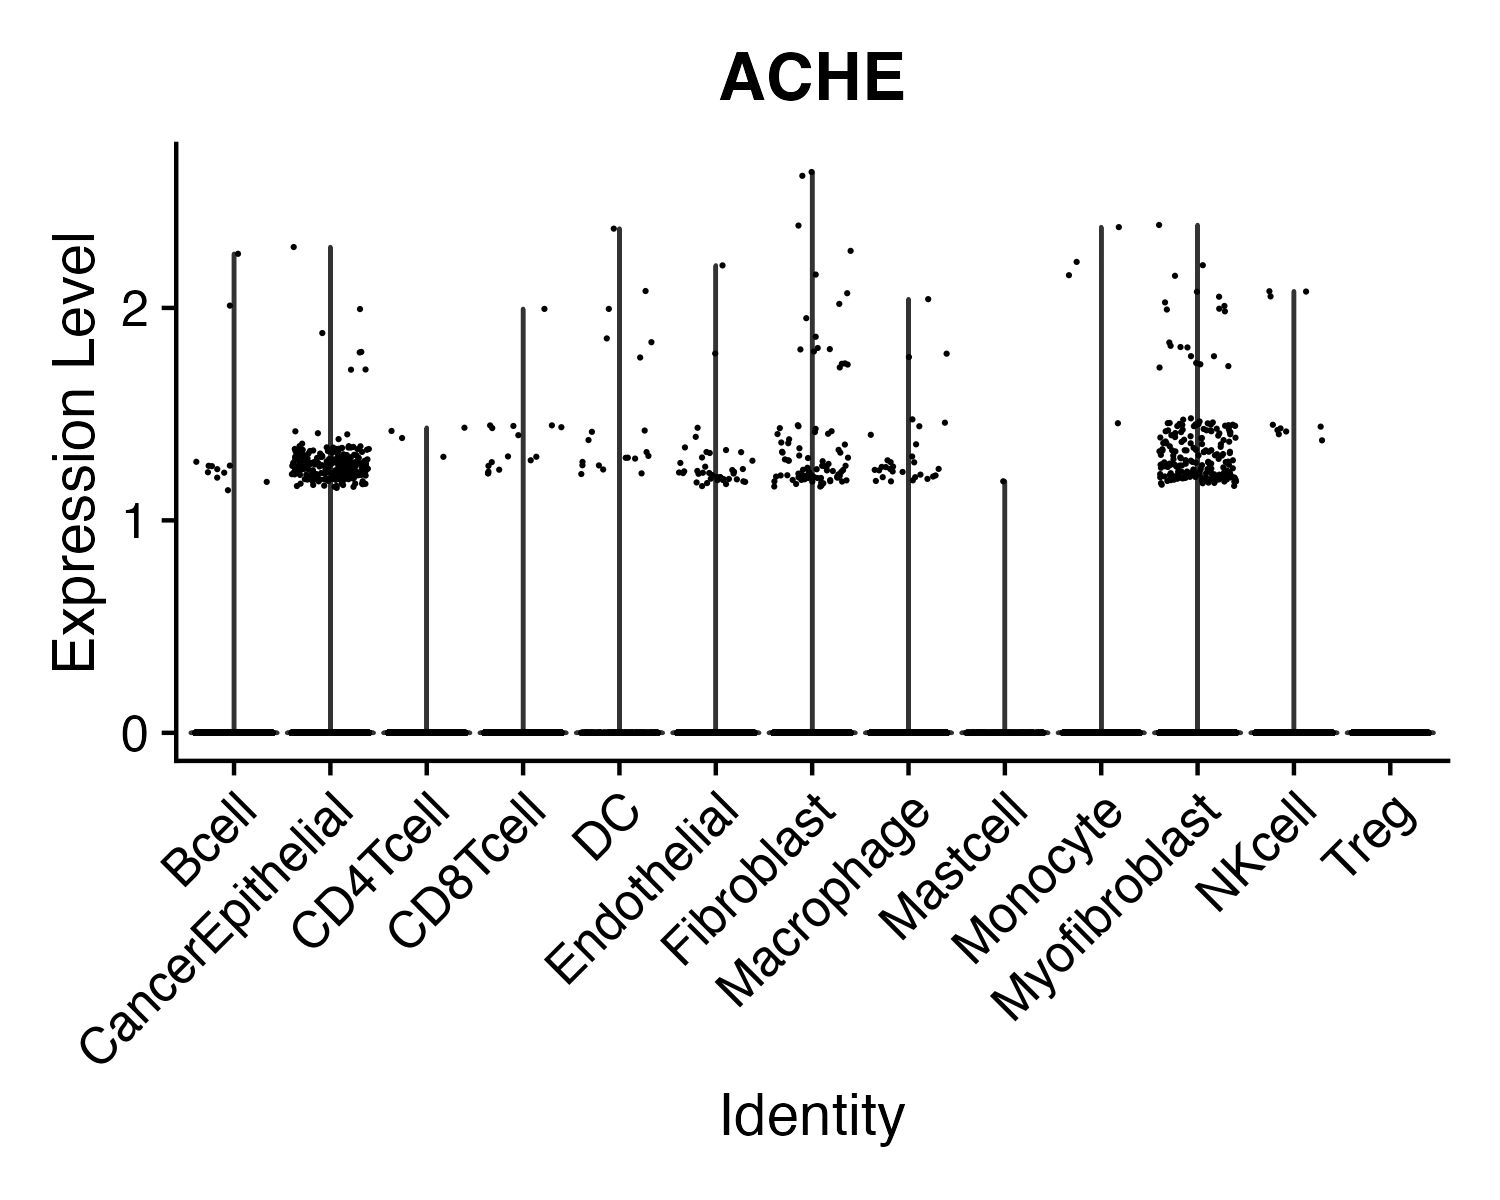 ACHE
Expression Level
2
1
0
Bcell
CancerEpithelial
CD4Tcell
CD8Tcell
DC
Endothelial
Fibroblast
Macrophage
Mastcell
Monocyte
Myofibroblast
NKcell
Treg
Identity